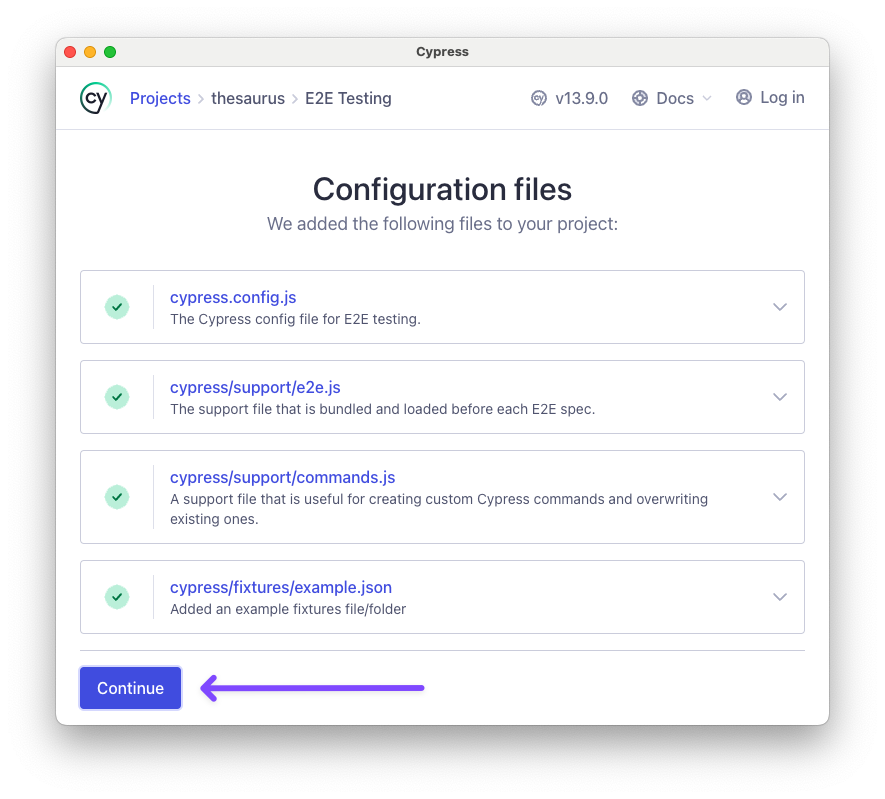 Cypress
cy Projects thesaurus E2E Testing cy v13.9.0 Docs Log in
Configuration files
We added the following files to your project:
cypress.config.js
The Cypress config file for E2E testing.
cypress/support/e2e.js
The support file that is bundled and loaded before each E2E spec.
cypress/support/commands.js
A support file that is useful for creating custom Cypress commands and overwriting
existing ones.
cypress/fixtures/example.json
Added an example fixtures file/folder
Continue